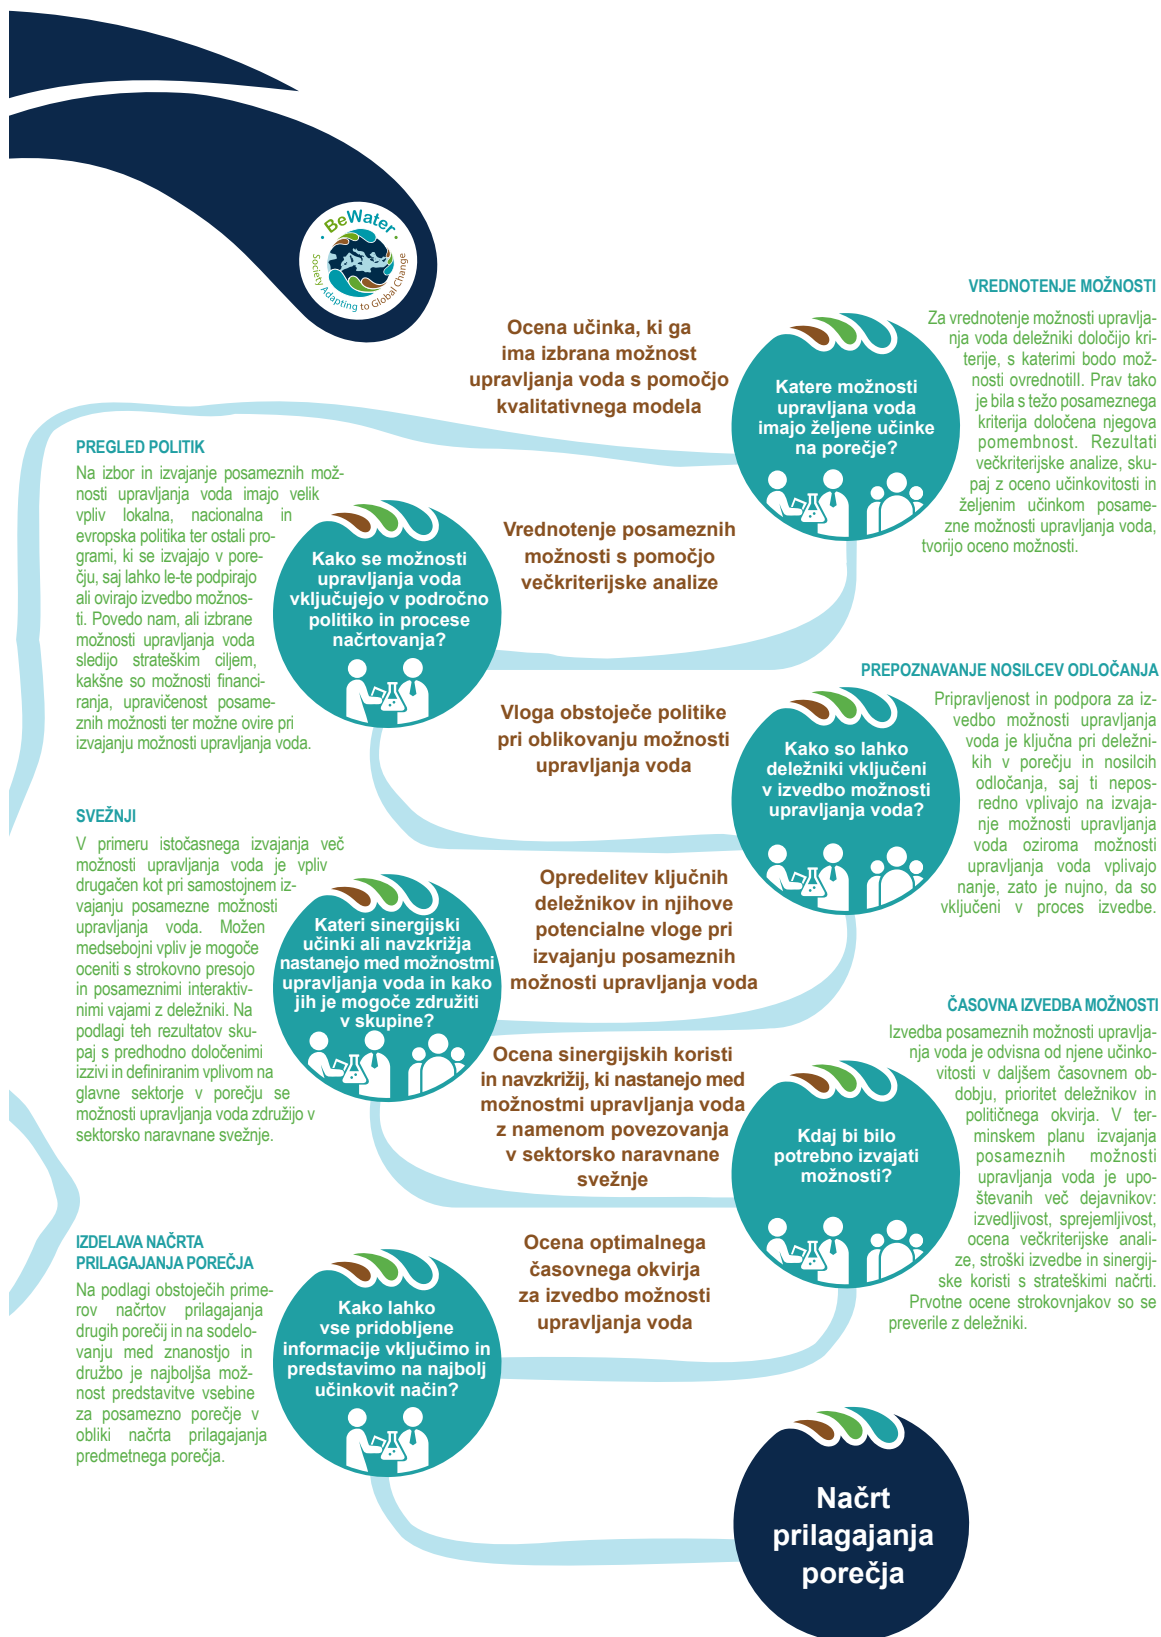 BeWater
Society Adapting to Global Change
Ocena učinka, ki ga
ima izbrana možnost
upravljanja voda s pomočjo
kvalitativnega modela
Katere možnosti
upravljana voda
imajo željene učinke
na porečje?
VREDNOTENJE MOŽNOSTI
Za vrednotenje možnosti upravlja-
nja voda deležniki določijo kri-
terije, s katerimi bodo mož-
nosti ovrednotill. Prav tako
je bila s težo posameznega
kriterija določena njegova
pomembnost. Rezultati
večkriterijske analize, sku-
paj z oceno učinkovitosti in
željenim učinkom posame-
zne možnosti upravljanja voda,
tvorijo oceno možnosti.
PREGLED POLITIK
Na izbor in izvajanje posameznih mož-
nosti upravljanja voda imajo velik
vpliv lokalna, nacionalna in
evropska politika ter ostali pro-
grami, ki se izvajajo v pore-
čju, saj lahko le-te podpirajo
ali ovirajo izvedbo možnos-
ti. Povedo nam, ali izbrane
možnosti upravljanja voda
sledijo strateškim ciljem,
kakšne so možnosti financi-
ranja, upravičenost posame-
znih možnosti ter možne ovire pri
izvajanju možnosti upravljanja voda.
Kako se možnosti
upravljanja voda
vključujejo v področno
politiko in procese
načrtovanja?
Vrednotenje posameznih
možnosti s pomočjo
večkriterijske analize
Vloga obstoječe politike
pri oblikovanju možnosti
upravljanja voda
Kako so lahko
deležniki vključeni
v izvedbo možnosti
upravljanja voda?
PREPOZNAVANJE NOSILCEV ODLOČANJA
Pripravljenost in podpora za iz-
vedbo možnosti upravljanja
voda je ključna pri deležni-
kih v porečju in nosilcih
odločanja, saj ti nepos-
redno vplivajo na izvaja-
nje možnosti upravljanja
voda oziroma možnosti
upravljanja voda vplivajo
nanje, zato je nujno, da so
vključeni v proces izvedbe.
SVEŽNJI
V primeru istočasnega izvajanja več
možnosti upravljanja voda je vpliv
drugačen kot pri samostojnem iz-
vajanju posamezne možnosti
upravljanja voda. Možen
medsebojni vpliv je mogoče
oceniti s strokovno presojo
in posameznimi interaktiv-
nimi vajami z deležniki. Na
podlagi teh rezultatov sku-
paj s predhodno določenimi
izzivi in definiranim vplivom na
glavne sektorje v porečju se
možnosti upravljanja voda združijo v
sektorsko naravnane svežnje.
Kateri sinergijski
učinki ali navzkrižja
nastanejo med možnostmi
upravljanja voda in kako
jih je mogoče združiti
v skupine?
Opredelitev ključnih
deležnikov in njihove
potencialne vloge pri
izvajanju posameznih
možnosti upravljanja voda
Ocena sinergijskih koristi
in navzkrižij, ki nastanejo med
možnostmi upravljanja voda
z namenom povezovanja
v sektorsko naravnane
svežnje
Kdaj bi bilo
potrebno izvajati
možnosti?
ČASOVNA IZVEDBA MOŽNOSTI
Izvedba posameznih možnosti upravlja-
nja voda je odvisna od njene učinko-
vitosti v daljšem časovnem ob-
dobju, prioritet deležnikov in
političnega okvirja. V ter-
minskem planu izvajanja
posameznih možnosti
upravljanja voda je upo-
števanih več dejavnikov:
izvedljivost, sprejemljivost,
ocena večkriterijske anali-
ze, stroški izvedbe in sinergij-
ske koristi s strateškimi načrti.
Prvotne ocene strokovnjakov so se
preverile z deležniki.
IZDELAVA NAČRTA
PRILAGAJANJA POREČJA
Na podlagi obstoječih prime-
rov načrtov prilagajanja
drugih porečij in na sodelo-
vanju med znanostjo in
družbo je najboljša mož-
nost predstavitve vsebine
za posamezno porečje v
obliki načrta prilagajanja
predmetnega porečja.
Kako lahko
vse pridobljene
informacije vključimo in
predstavimo na najbolj
učinkovit način?
Ocena optimalnega
časovnega okvirja
za izvedbo možnosti
upravljanja voda
Načrt
prilagajanja
porečja